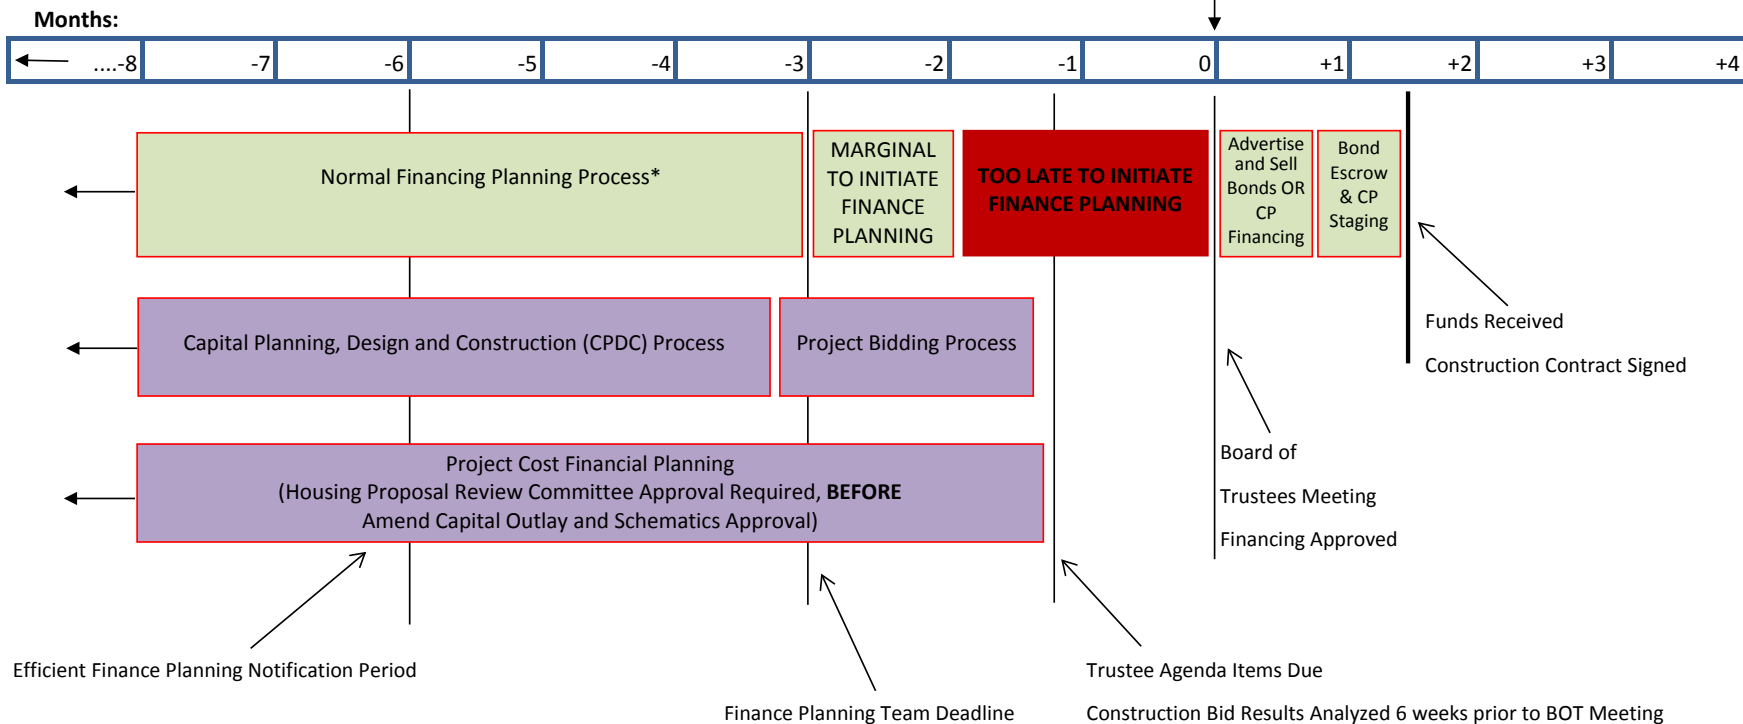 Months:
....-8 -7 -6 -5 -4 -3 -2 -1 0 +1 +2 +3 +4
Normal Financing Planning Process*
MARGINAL
TO INITIATE
FINANCE
PLANNING
TOO LATE TO INITIATE
FINANCE PLANNING
Advertise
and Sell
Bonds OR
CP
Financing
Bond
Escrow
& CP
Staging
Capital Planning, Design and Construction (CPDC) Process
Project Bidding Process
Funds Received
Construction Contract Signed
Project Cost Financial Planning
(Housing Proposal Review Committee Approval Required, BEFORE
Amend Capital Outlay and Schematics Approval)
Board of
Trustees Meeting
Financing Approved
Efficient Finance Planning Notification Period
Finance Planning Team Deadline
Trustee Agenda Items Due
Construction Bid Results Analyzed 6 weeks prior to BOT Meeting